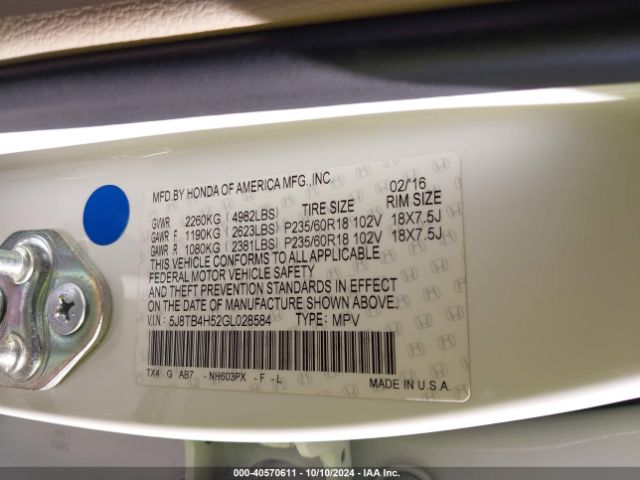 MFD.BY HONDA OF AMERICA MFG.,INC. 02/'16
TIRE SIZE RIM SIZE
GVWR 2260KG (4982LBS)
GAWR F 1190KG (2623LBS) P235/60R18 102V 18X7.5J
GAWR R 1080KG (2381LBS) P235/60R18 102V 18X7.5J
THIS VEHICLE CONFORMS TO ALL APPLICABLE
FEDERAL MOTOR VEHICLE SAFETY
AND THEFT PREVENTION STANDARDS IN EFFECT
ON THE DATE OF MANUFACTURE SHOWN ABOVE.
V.I.N: 5J8TB4H52GL028584 TYPE: MPV
TX4 G AB7 - NH603PX - F - L
MADE IN U.S.A.
000-40570611 - 10/10/2024 - IAAI.COM